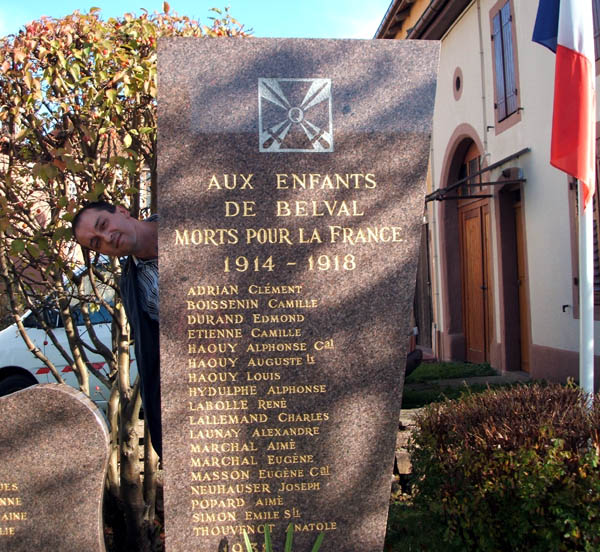 AUX ENFANTS
DE BELVAL
MORTS POUR LA FRANCE
1914 - 1918
ADRIAN CLÉMENT
BOISSENIN CAMILLE
DURAND EDMOND
ETIENNE CAMILLE
HAOUY ALPHONSE Cal
HAOUY AUGUSTE
HAOUY LOUIS
HYDULPHE ALPHONSE
LABOLLE RENÉ
LALLEMAND CHARLES
LAUNAY ALEXANDRE
MARCHAL AIMÉ
MARCHAL EUGÈNE
MASSON EUGÈNE Cal
NEUHAUSER JOSEPH
POPARD AIMÉ
SIMON EMILE
THOUVENOT ANATOLE